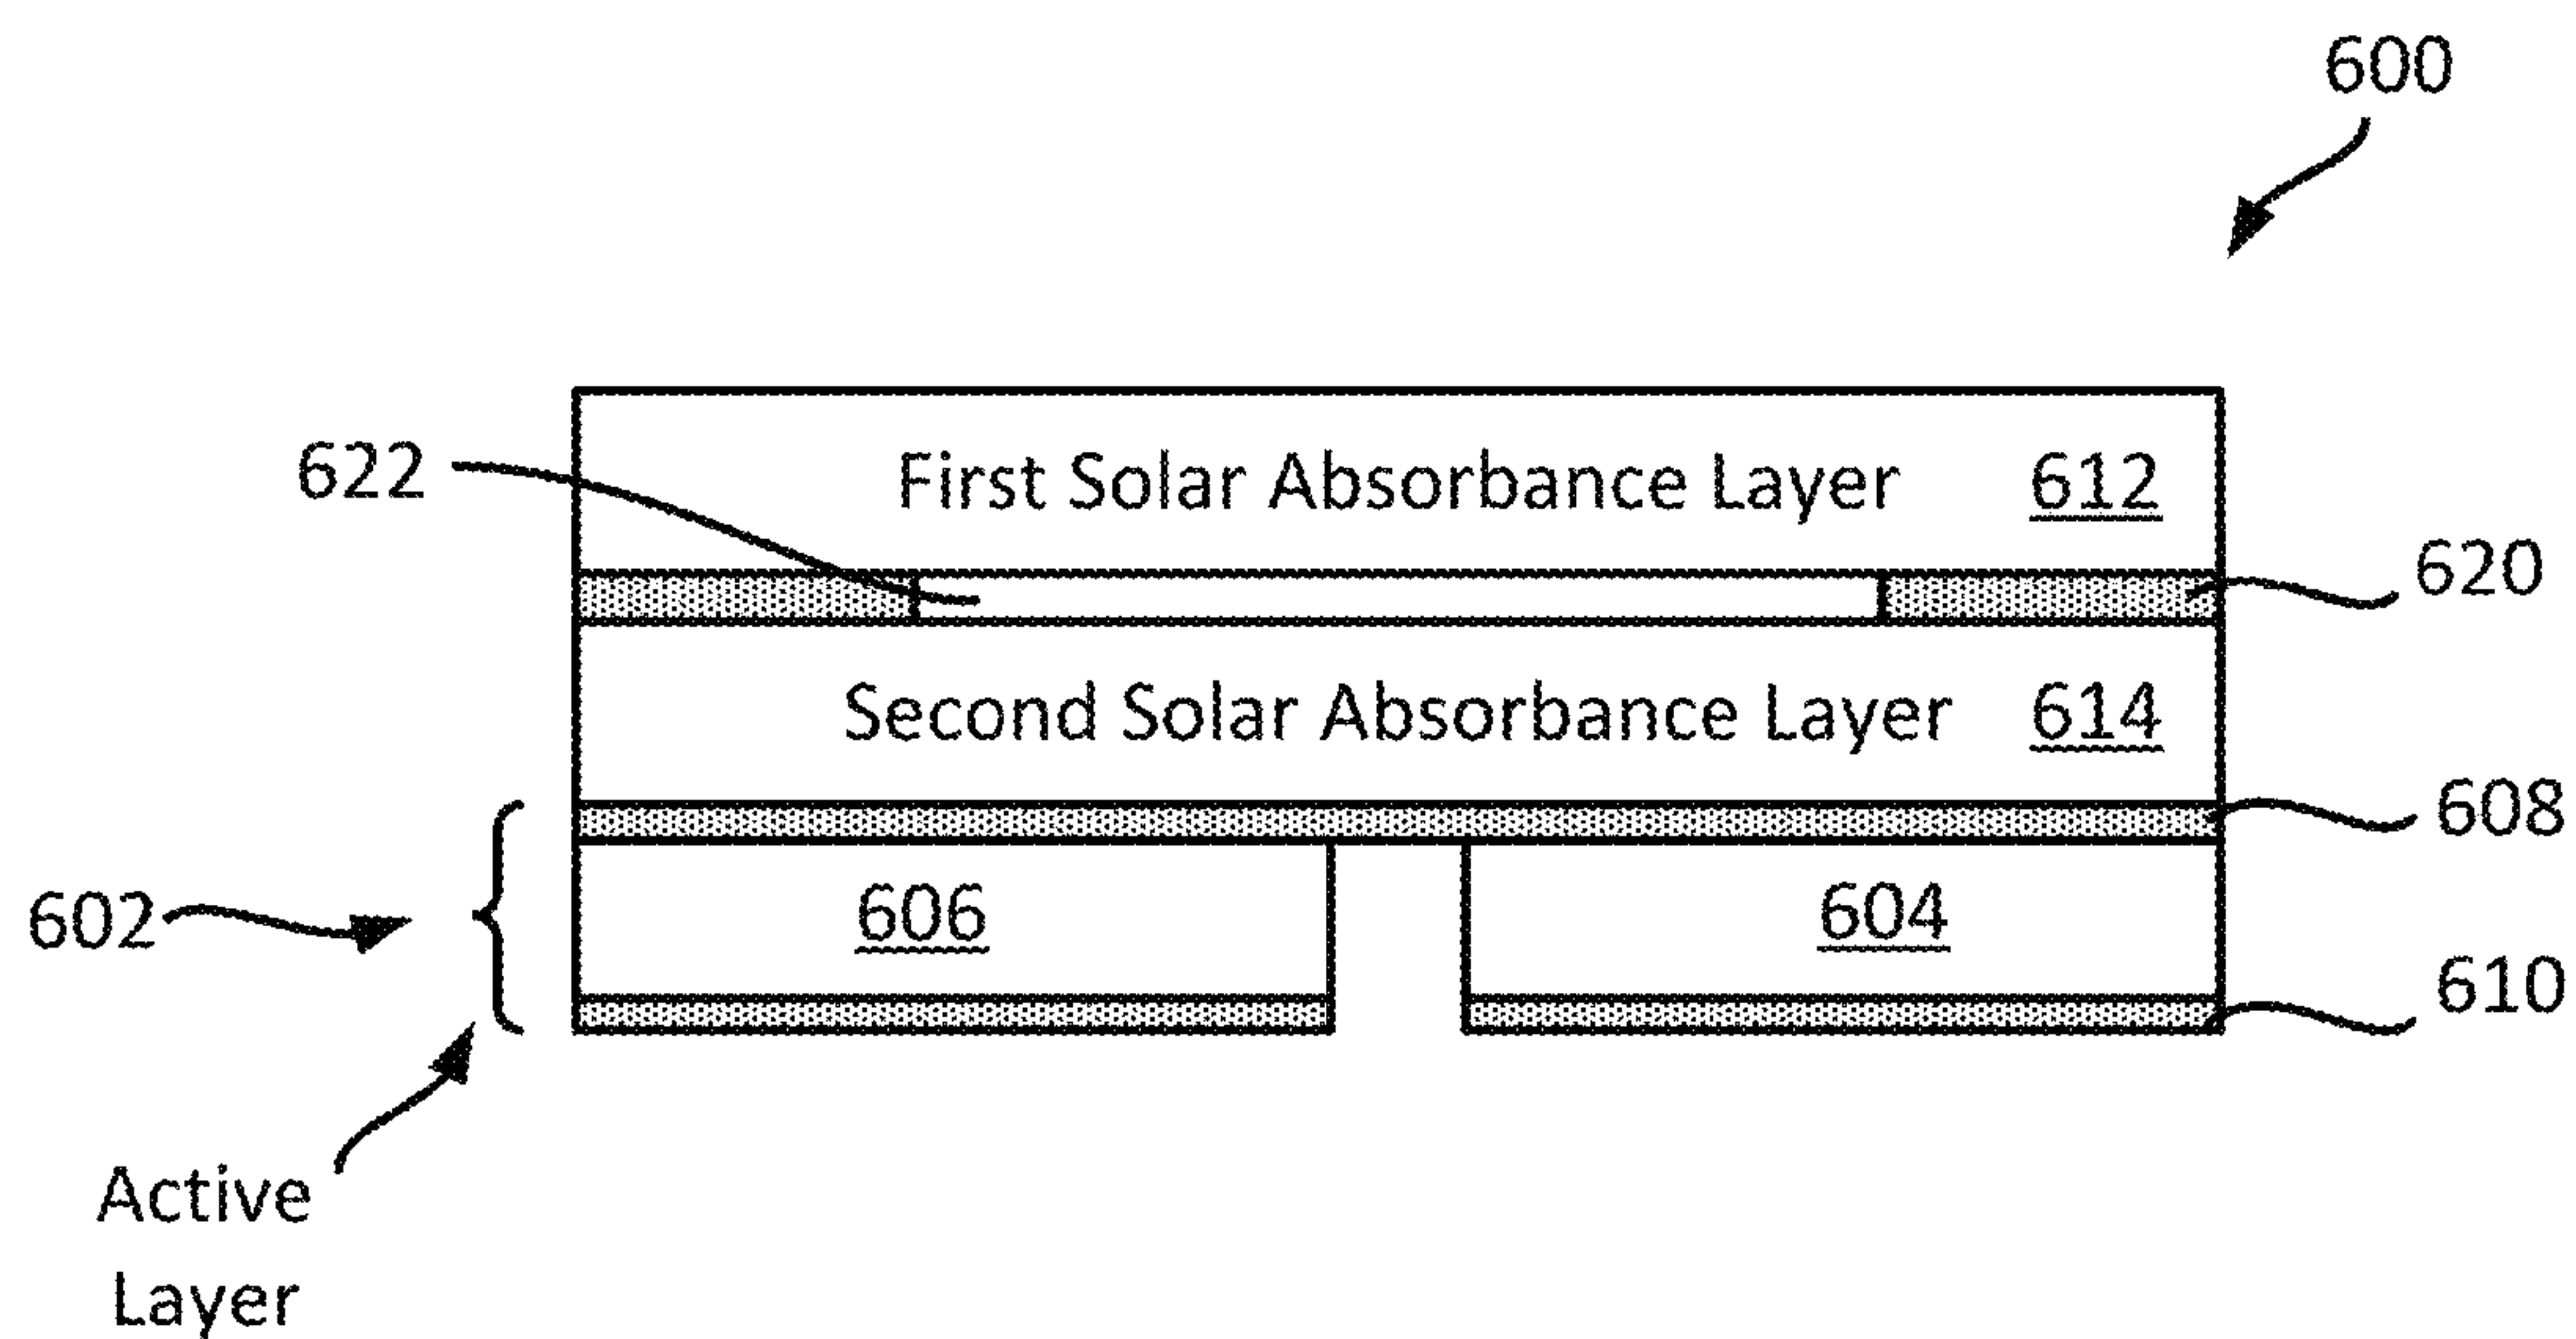 600
622
First Solar Absorbance Layer 612
620
Second Solar Absorbance Layer 614
608
602
606
604
610
Active
Layer